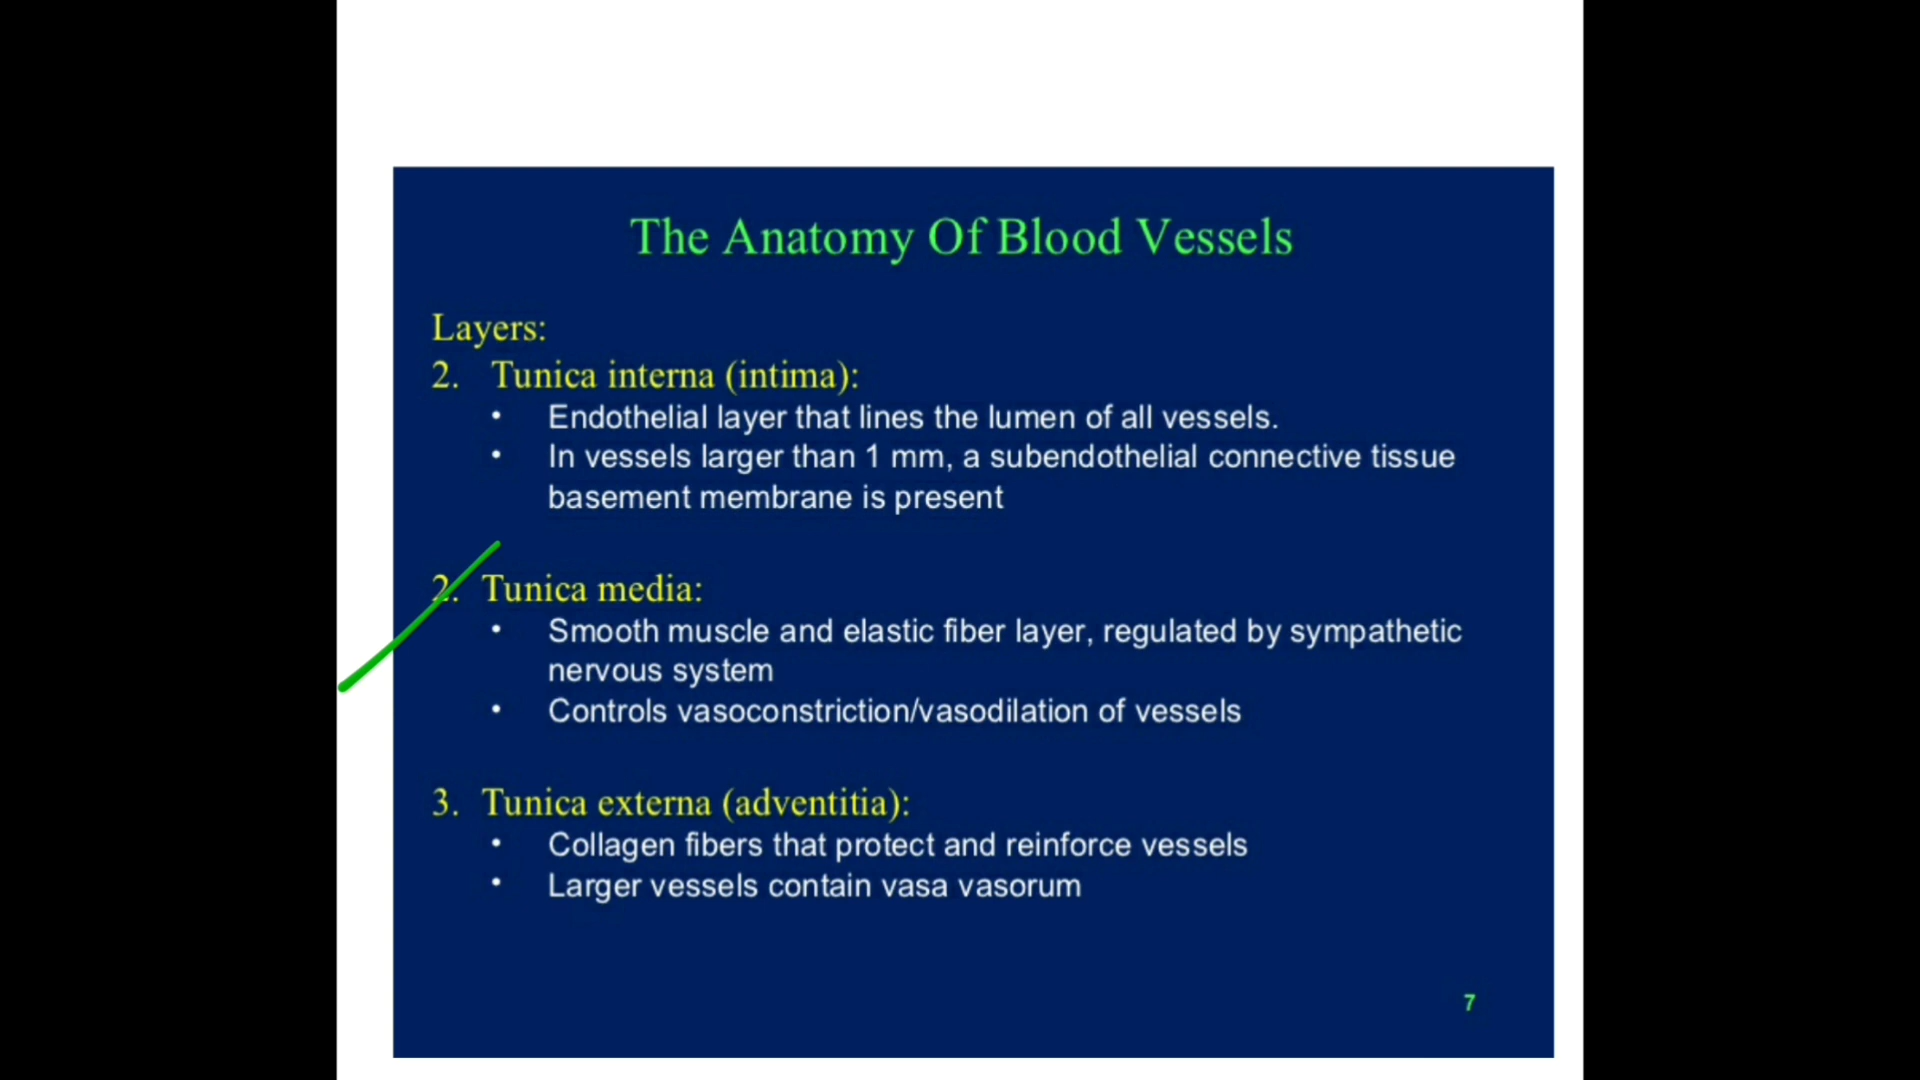 The Anatomy Of Blood Vessels
Layers:
2. Tunica interna (intima):
• Endothelial layer that lines the lumen of all vessels.
• In vessels larger than 1 mm, a subendothelial connective tissue
basement membrane is present
2. Tunica media:
• Smooth muscle and elastic fiber layer, regulated by sympathetic
nervous system
• Controls vasoconstriction/vasodilation of vessels
3. Tunica externa (adventitia):
• Collagen fibers that protect and reinforce vessels
• Larger vessels contain vasa vasorum
7